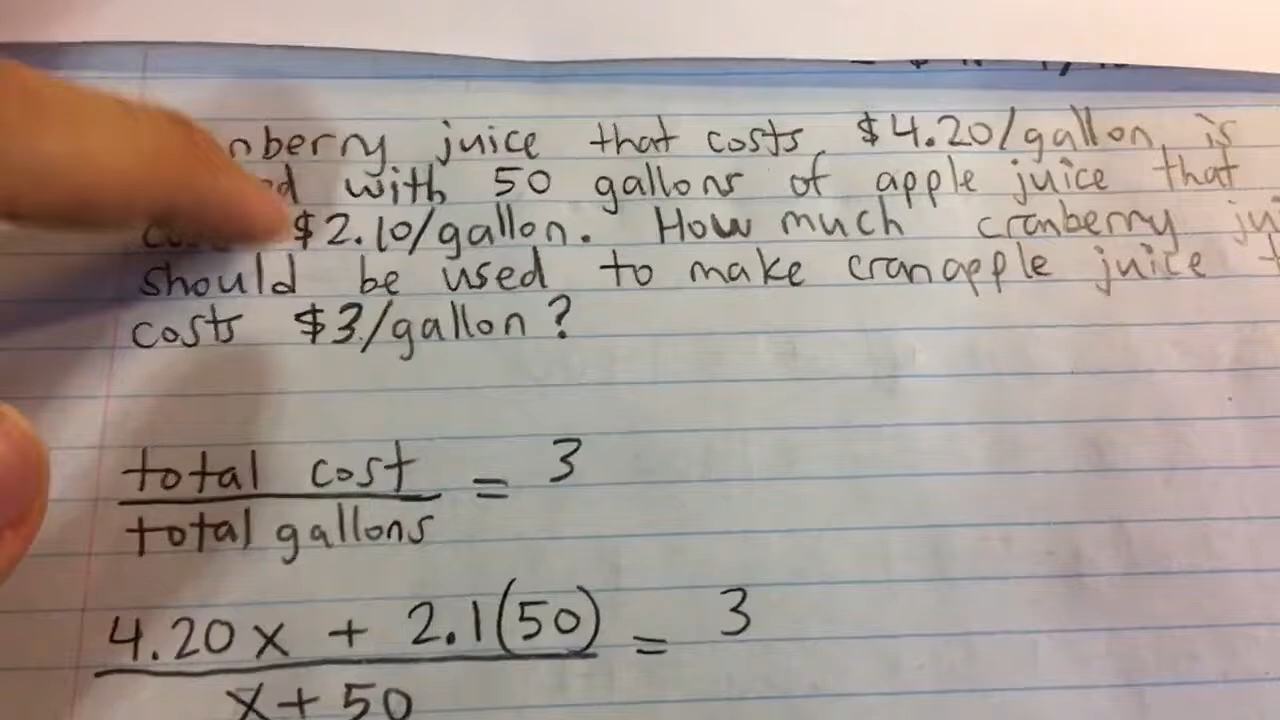 juice that costs $4.20/gallon is
with 50 gallons of apple juice that
$2.10/gallon. How much cranberry
should be used to make cranapple juice
costs $3/gallon?
total cost = 3
total gallons
4.20x + 2.1(50) = 3
x+50